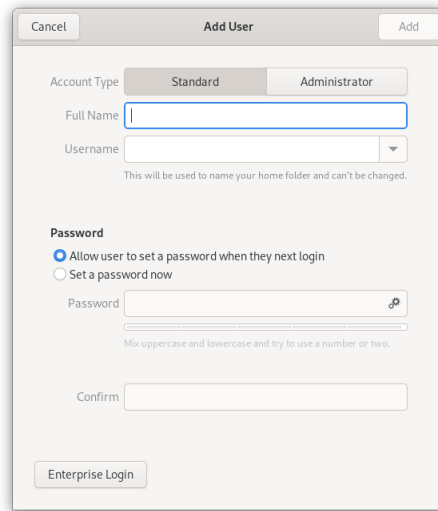 Cancel Add User Add
Account Type Standard Administrator
Full Name
Username
This will be used to name your home folder and can't be changed.
Password
Allow user to set a password when they next login
Set a password now
Password
Mix uppercase and lowercase and try to use a number or two.
Confirm
Enterprise Login